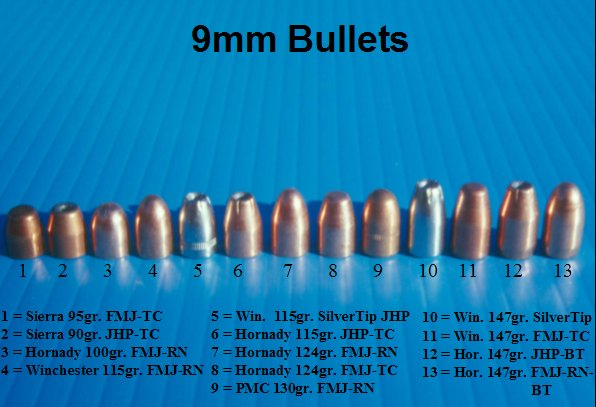 9mm Bullets
1 2 3 4 5 6 7 8 9 10 11 12 13
1 = Sierra 95gr. FMJ-TC
2 = Sierra 90gr. JHP-TC
3 = Hornady 100gr. FMJ-RN
4 = Winchester 115gr. FMJ-RN
5 = Win. 115gr. SilverTip JHP
6 = Hornady 115gr. JHP-TC
7 = Hornady 124gr. FMJ-RN
8 = Hornady 124gr. FMJ-TC
9 = PMC 130gr. FMJ-RN
10 = Win. 147gr. SilverTip
11 = Win. 147gr. FMJ-TC
12 = Hor. 147gr. JHP-BT
13 = Hor. 147gr. FMJ-RN-
BT